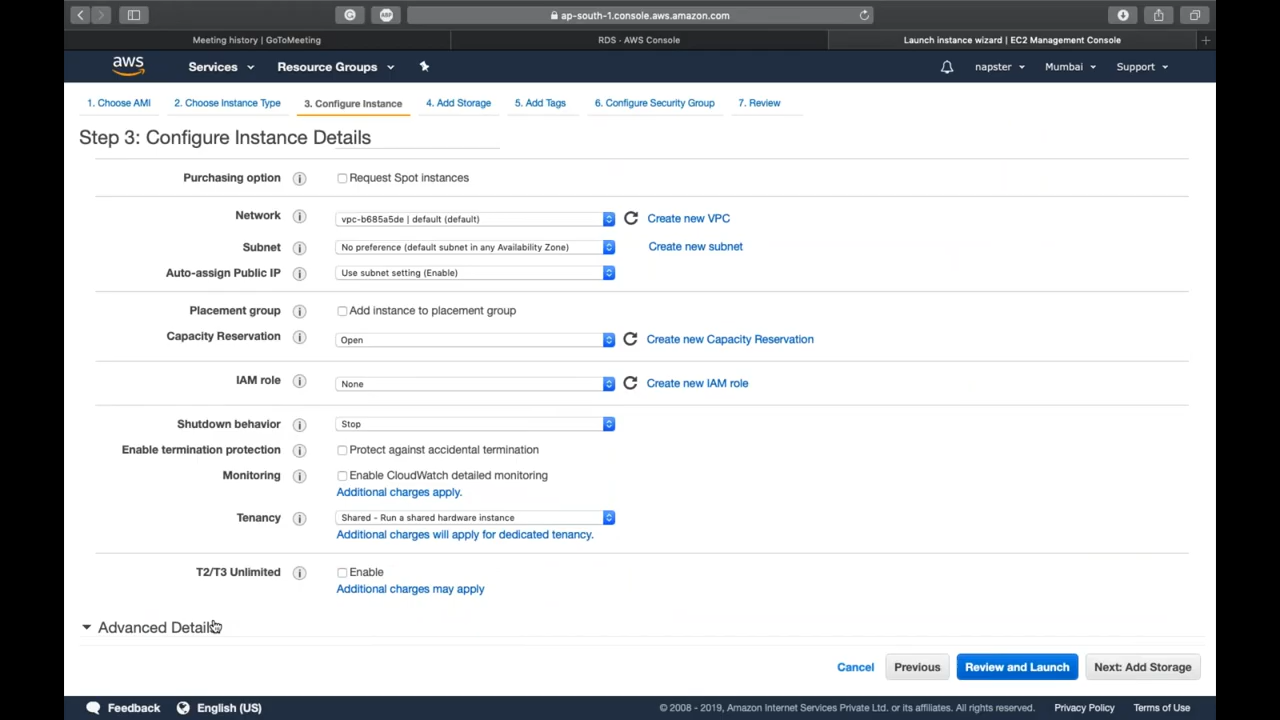 ap-south-1.console.aws.amazon.com
Meeting history | GoToMeeting
RDS - AWS Console
Launch instance wizard | EC2 Management Console
aws
Services
Resource Groups
napster
Mumbai
Support
1. Choose AMI
2. Choose Instance Type
3. Configure Instance
4. Add Storage
5. Add Tags
6. Configure Security Group
7. Review
Step 3: Configure Instance Details
Purchasing option
Request Spot instances
Network
vpc-b685a5de | default (default)
Create new VPC
Subnet
No preference (default subnet in any Availability Zone)
Create new subnet
Auto-assign Public IP
Use subnet setting (Enable)
Placement group
Add instance to placement group
Capacity Reservation
Open
Create new Capacity Reservation
IAM role
None
Create new IAM role
Shutdown behavior
Stop
Enable termination protection
Protect against accidental termination
Monitoring
Enable CloudWatch detailed monitoring
Additional charges apply.
Tenancy
Shared - Run a shared hardware instance
Additional charges will apply for dedicated tenancy.
T2/T3 Unlimited
Enable
Additional charges may apply
Advanced Details
Cancel
Previous
Review and Launch
Next: Add Storage
Feedback
English (US)
© 2008 - 2019, Amazon Internet Services Private Ltd. or its affiliates. All rights reserved.
Privacy Policy
Terms of Use